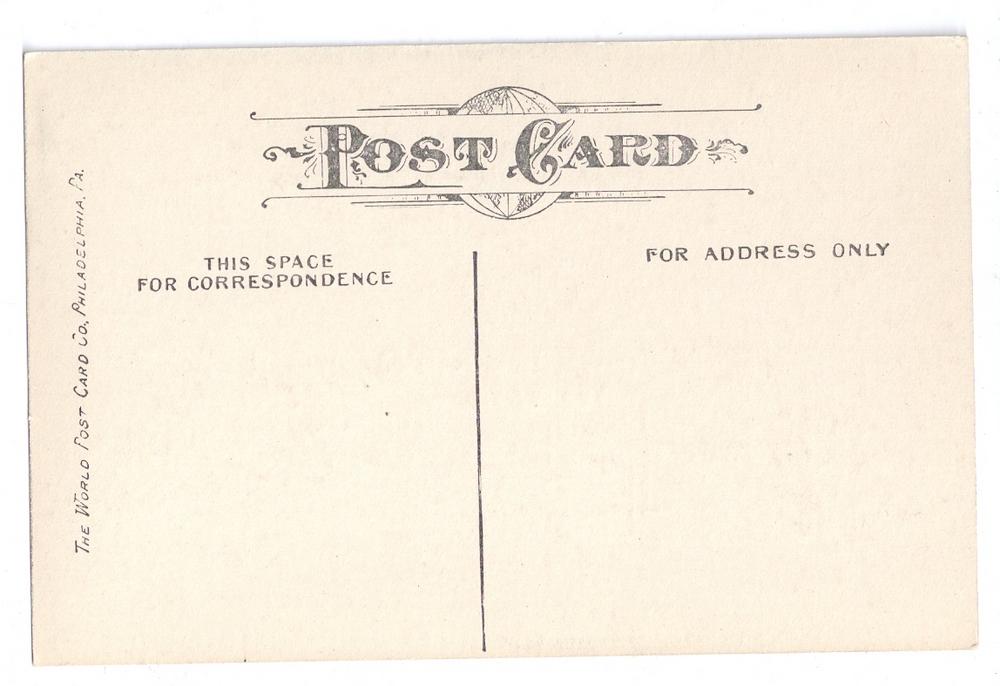 POST CARD
THIS SPACE
FOR CORRESPONDENCE
FOR ADDRESS ONLY
THE WORLD POST CARD CO. PHILADELPHIA. PA.